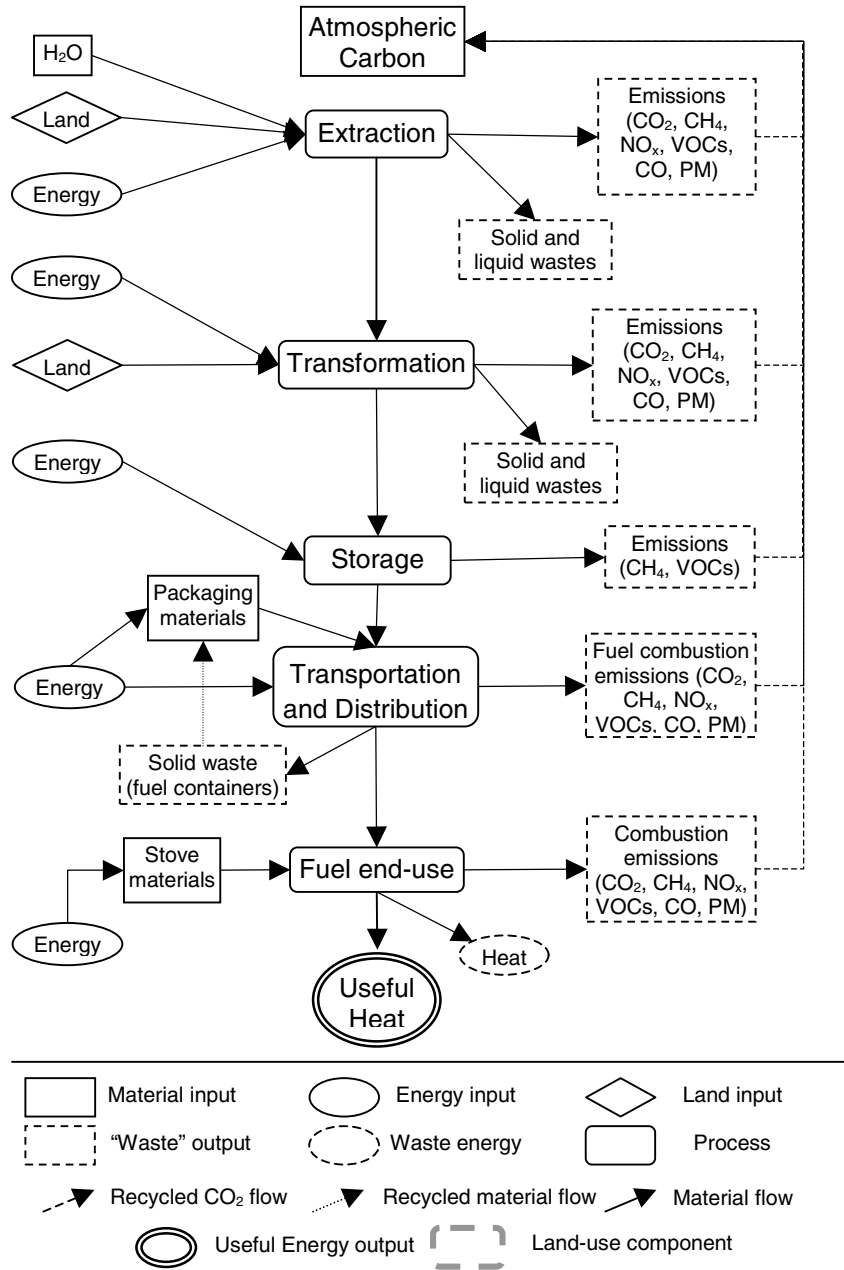 H₂O
Atmospheric
Carbon
Land
Extraction
Emissions
(CO₂, CH₄,
NOₓ, VOCs,
CO, PM)
Energy
Solid and
liquid wastes
Energy
Transformation
Emissions
(CO₂, CH₄,
NOₓ, VOCs,
CO, PM)
Land
Solid and
liquid wastes
Energy
Storage
Emissions
(CH₄, VOCs)
Packaging
materials
Energy
Transportation
and Distribution
Fuel combustion
emissions (CO₂,
CH₄, NOₓ,
VOCs, CO, PM)
Solid waste
(fuel containers)
Stove
materials
Fuel end-use
Combustion
emissions
(CO₂, CH₄, NOₓ,
VOCs, CO, PM)
Energy
Heat
Useful
Heat
Material input
Energy input
Land input
“Waste” output
Waste energy
Process
Recycled CO₂ flow
Recycled material flow
Material flow
Useful Energy output
Land-use component